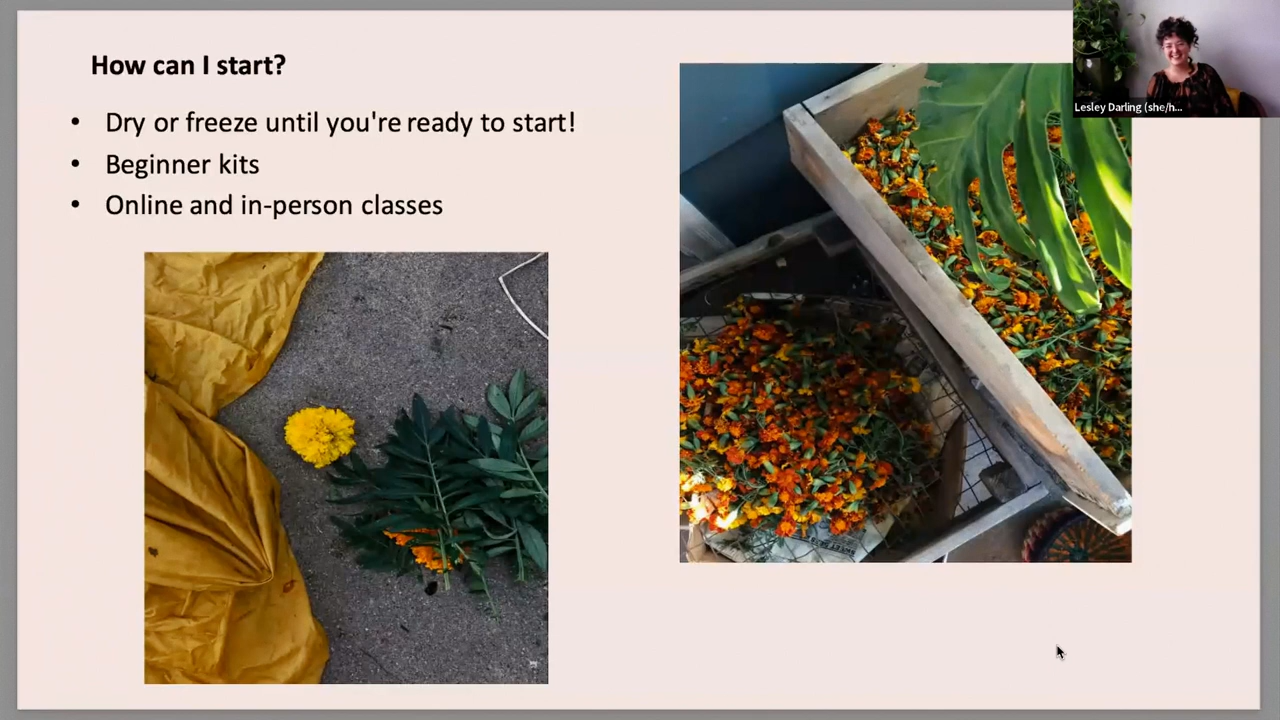 How can I start?
• Dry or freeze until you're ready to start!
• Beginner kits
• Online and in-person classes
Lesley Darling (she/h...